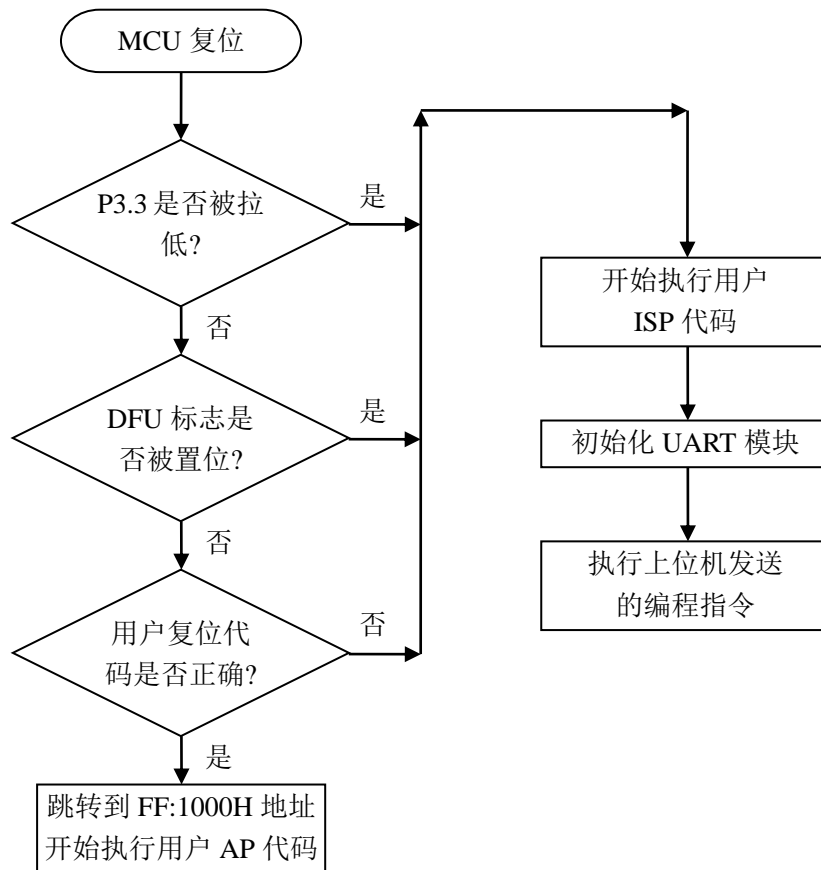 MCU 复位
P3.3 是否被拉
低?
是
否
DFU 标志是
否被置位?
是
否
用户复位代
码是否正确?
否
是
跳转到 FF:1000H 地址
开始执行用户 AP 代码
开始执行用户
ISP 代码
初始化 UART 模块
执行上位机发送
的编程指令